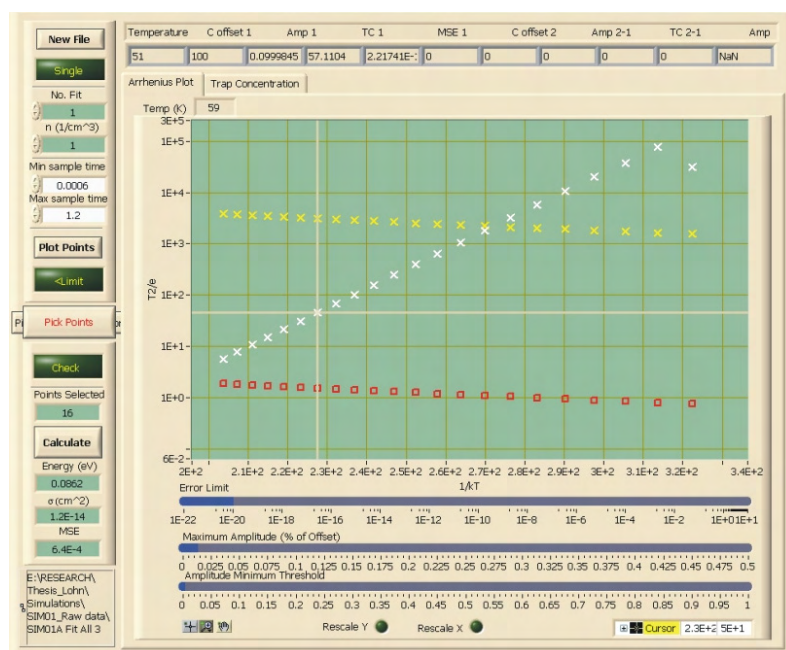 New File
Single
No. Fit
1
n (1/cm^3)
1
Min sample time
0.0006
Max sample time
1.2
Plot Points
<Limit
Pick Points
Check
Points Selected
16
Calculate
Energy (eV)
0.0862
σ(cm^2)
1.2E-14
MSE
6.4E-4
E:\RESEARCH\
Thesis_Lohn\
Simulations\
SIM01_Raw data\
SIM01A Fit All 3
Temperature C offset 1 Amp 1 TC 1 MSE 1 C offset 2 Amp 2-1 TC 2-1 Amp
51 100 0.0999845 57.1104 2.21741E-: 0 0 0 0 NaN
Arrhenius Plot Trap Concentration
Temp (K) 59
3E+5
1E+5
1E+4
1E+3
1E+2
1E+1
1E+0
6E-2
T2/e
2E+2 2.1E+2 2.2E+2 2.3E+2 2.4E+2 2.5E+2 2.6E+2 2.7E+2 2.8E+2 2.9E+2 3E+2 3.1E+2 3.2E+2 3.4E+2
1/kT
Error Limit
1E-22 1E-20 1E-18 1E-16 1E-14 1E-12 1E-10 1E-8 1E-6 1E-4 1E-2 1E+01E+1
Maximum Amplitude (% of Offset)
0 0.025 0.05 0.075 0.1 0.125 0.15 0.175 0.2 0.225 0.25 0.275 0.3 0.325 0.35 0.375 0.4 0.425 0.45 0.475 0.5
Amplitude Minimum Threshold
0 0.05 0.1 0.15 0.2 0.25 0.3 0.35 0.4 0.45 0.5 0.55 0.6 0.65 0.7 0.75 0.8 0.85 0.9 0.95 1
Rescale Y Rescale X Cursor 2.3E+2 5E+1